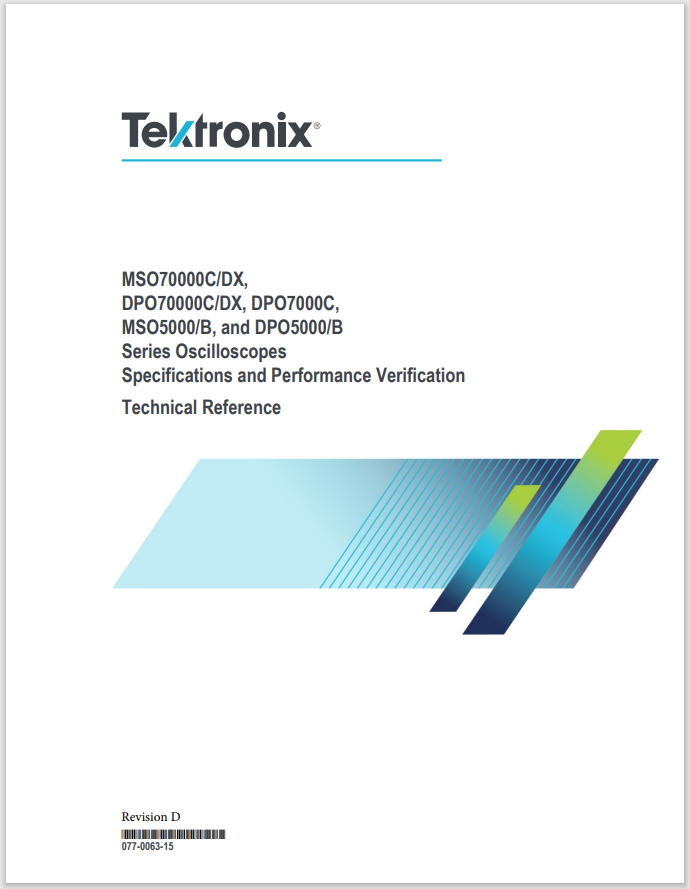 Tektronix®
MSO70000C/DX,
DPO70000C/DX, DPO7000C,
MSO5000/B, and DPO5000/B
Series Oscilloscopes
Specifications and Performance Verification
Technical Reference
Revision D
077-0063-15